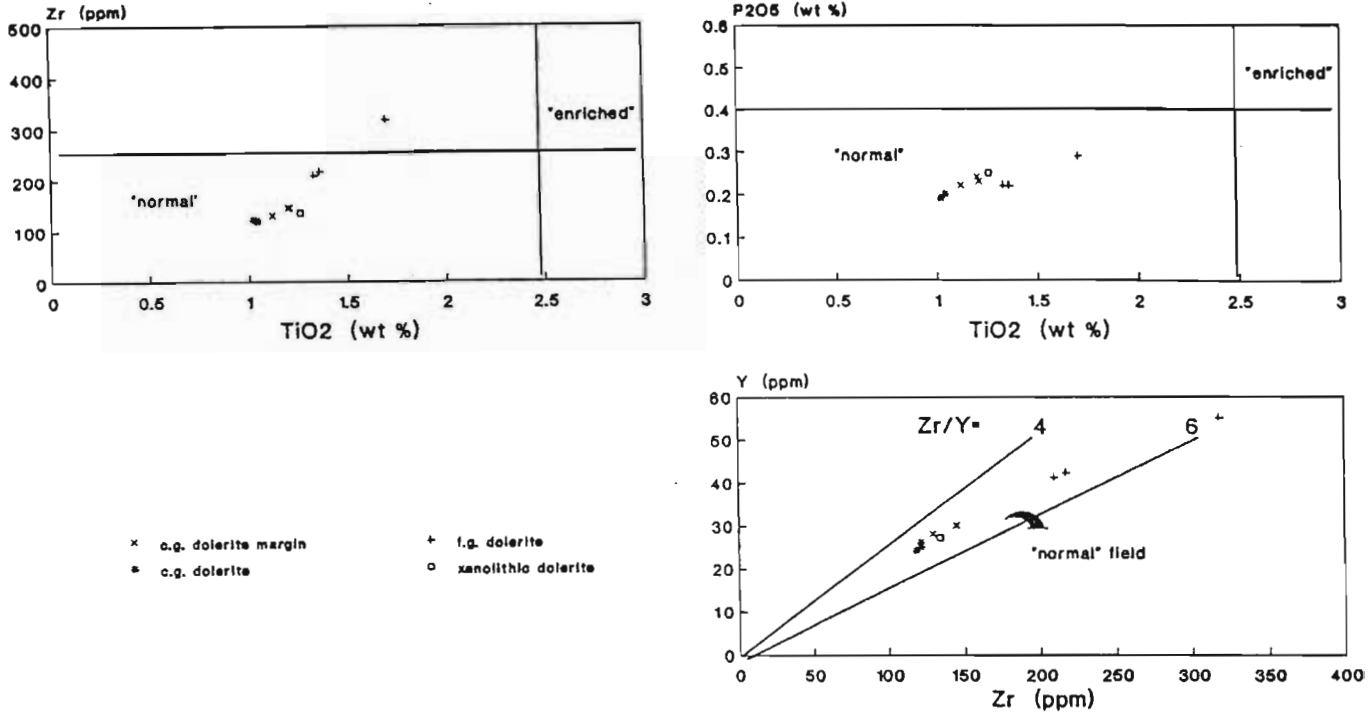 Zr (ppm)
500
400
300
200
100
0
"enriched"
"normal"
0 0.5 1 1.5 2 2.5 3
TiO2 (wt %)
P2O5 (wt %)
0.6
0.5
0.4
0.3
0.2
0.1
0
"enriched"
"normal"
0 0.5 1 1.5 2 2.5 3
TiO2 (wt %)
x c.g. dolerite margin
* c.g. dolerite
+ f.g. dolerite
□ xenolithic dolerite
Y (ppm)
60
50
40
30
20
10
0
Zr/Y= 4 6
"normal" field
0 50 100 150 200 250 300 350 400
Zr (ppm)